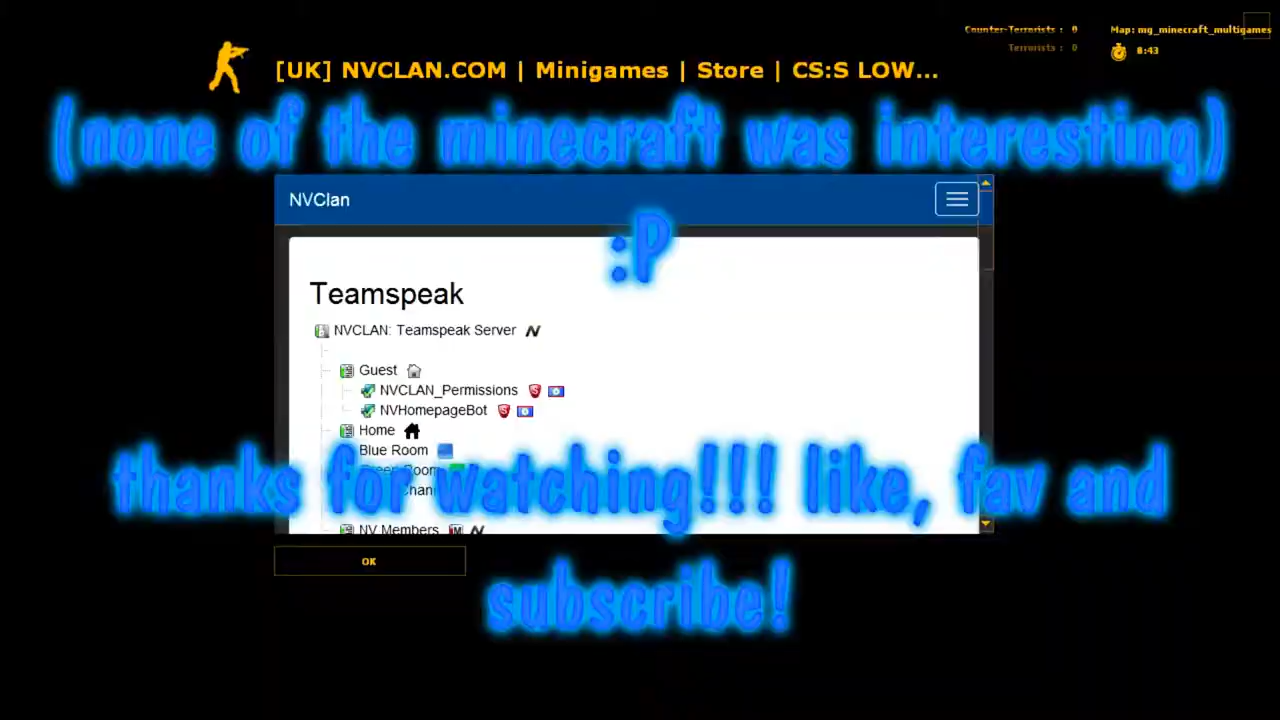 Counter-Terrorists : 0
Map: mg_minecraft_multigames
Terrorists : 0
8:43
[UK] NVCLAN.COM | Minigames | Store | CS:S LOW...
(none of the minecraft was interesting)
NVClan
:P
Teamspeak
NVCLAN: Teamspeak Server
Guest
NVCLAN_Permissions
NVHomepageBot
Home
Blue Room
Green Room
thanks for watching!!! like, fav and
NV Members
OK
subscribe!